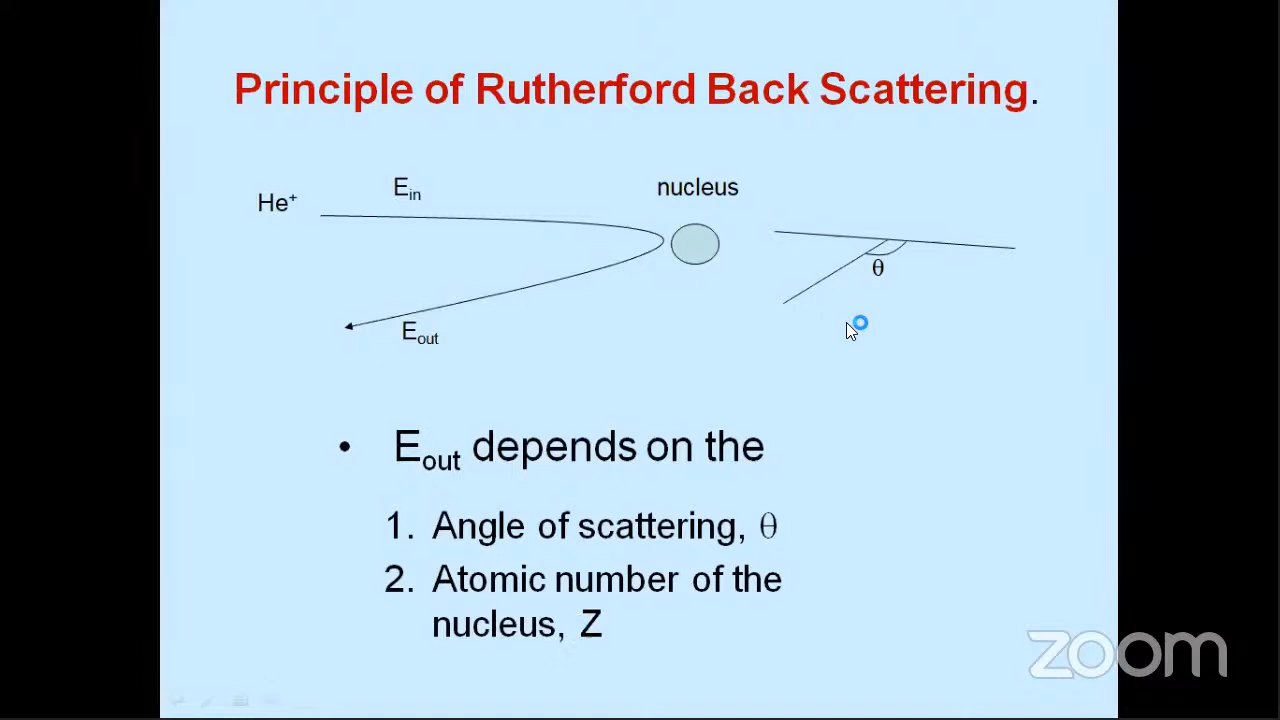 Principle of Rutherford Back Scattering.
He⁺
E_in
nucleus
θ
E_out
• E_out depends on the
1. Angle of scattering, θ
2. Atomic number of the
nucleus, Z
zoom